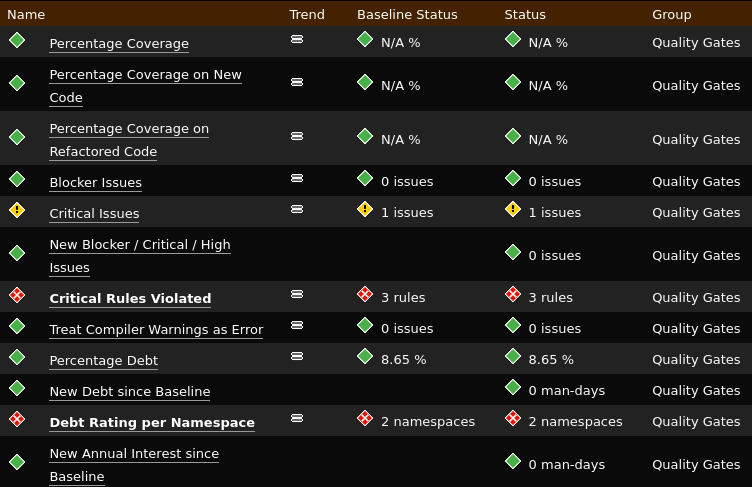 Name Trend Baseline Status Status Group
Percentage Coverage N/A % N/A % Quality Gates
Percentage Coverage on New
Code N/A % N/A % Quality Gates
Percentage Coverage on
Refactored Code N/A % N/A % Quality Gates
Blocker Issues 0 issues 0 issues Quality Gates
Critical Issues 1 issues 1 issues Quality Gates
New Blocker / Critical / High
Issues 0 issues Quality Gates
Critical Rules Violated 3 rules 3 rules Quality Gates
Treat Compiler Warnings as Error 0 issues 0 issues Quality Gates
Percentage Debt 8.65 % 8.65 % Quality Gates
New Debt since Baseline 0 man-days Quality Gates
Debt Rating per Namespace 2 namespaces 2 namespaces Quality Gates
New Annual Interest since
Baseline 0 man-days Quality Gates